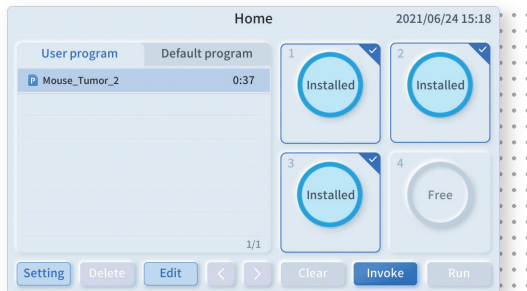 Home
2021/06/24 15:18
User program
Default program
P Mouse_Tumor_2 0:37
1/1
1
Installed
2
Installed
3
Installed
4
Free
Setting
Delete
Edit
<
>
Clear
Invoke
Run